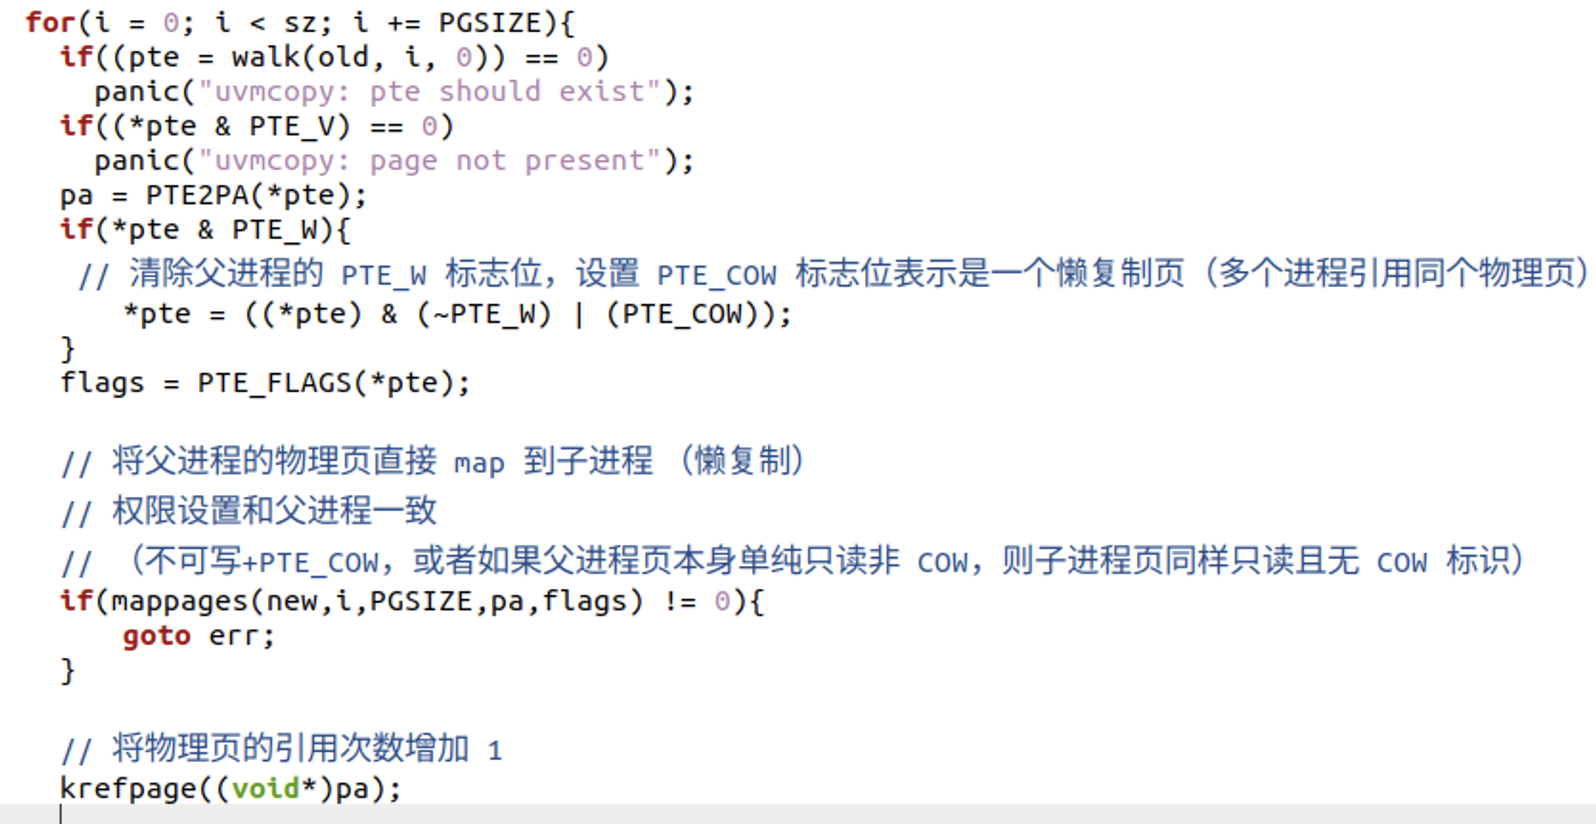 for(i = 0; i < sz; i += PGSIZE){
if((pte = walk(old, i, 0)) == 0)
panic("uvmcopy: pte should exist");
if((*pte & PTE_V) == 0)
panic("uvmcopy: page not present");
pa = PTE2PA(*pte);
if(*pte & PTE_W){
// 清除父进程的 PTE_W 标志位，设置 PTE_COW 标志位表示是一个懒复制页（多个进程引用同个物理页）
*pte = ((*pte) & (~PTE_W) | (PTE_COW));
}
flags = PTE_FLAGS(*pte);
// 将父进程的物理页直接 map 到子进程 （懒复制）
// 权限设置和父进程一致
// （不可写+PTE_COW，或者如果父进程页本身单纯只读非 COW，则子进程页同样只读且无 COW 标识）
if(mappages(new,i,PGSIZE,pa,flags) != 0){
goto err;
}
// 将物理页的引用次数增加 1
krefpage((void*)pa);